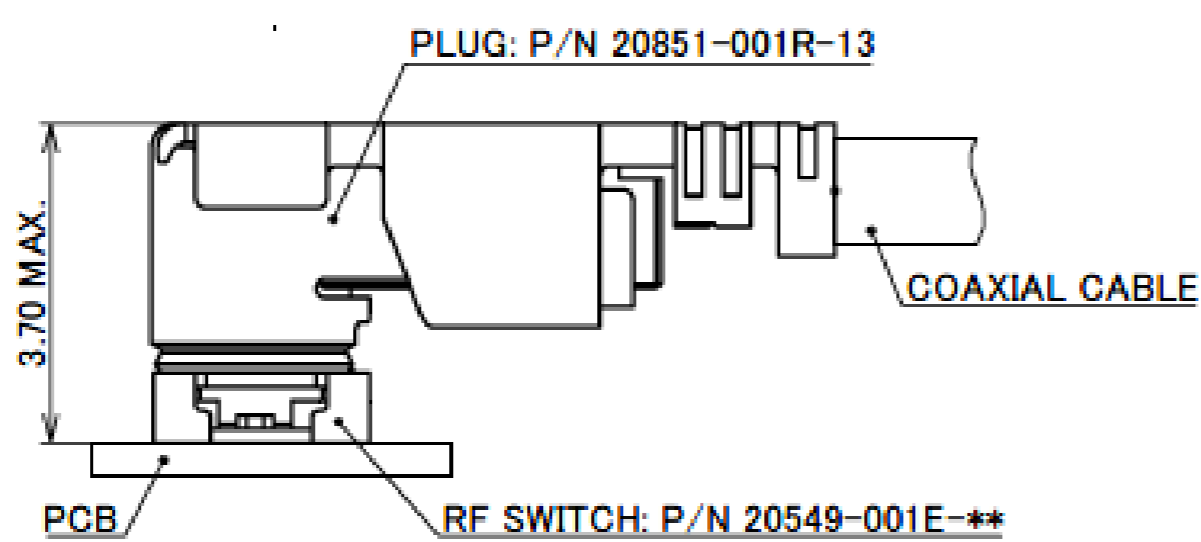 PLUG: P/N 20851-001R-13
3.70 MAX.
COAXIAL CABLE
PCB
RF SWITCH: P/N 20549-001E-**